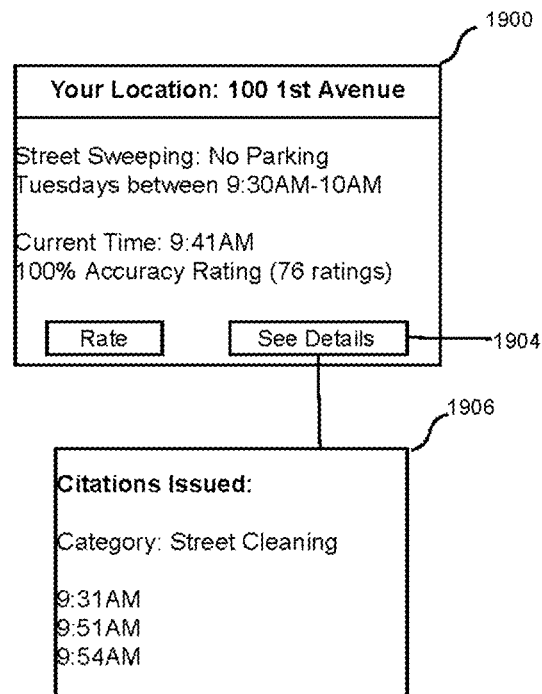 1900
Your Location: 100 1st Avenue
Street Sweeping: No Parking
Tuesdays between 9:30AM-10AM
Current Time: 9:41AM
100% Accuracy Rating (76 ratings)
Rate
See Details
1904
1906
Citations Issued:
Category: Street Cleaning
9:31AM
9:51AM
9:54AM